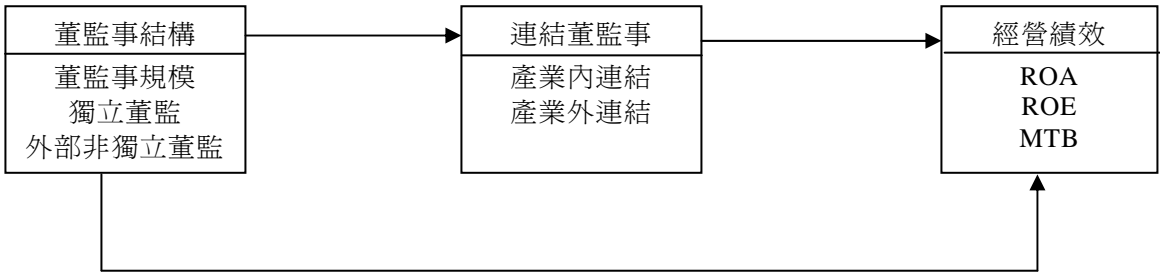 董監事結構
董監事規模
獨立董監
外部非獨立董監
連結董監事
產業內連結
產業外連結
經營績效
ROA
ROE
MTB